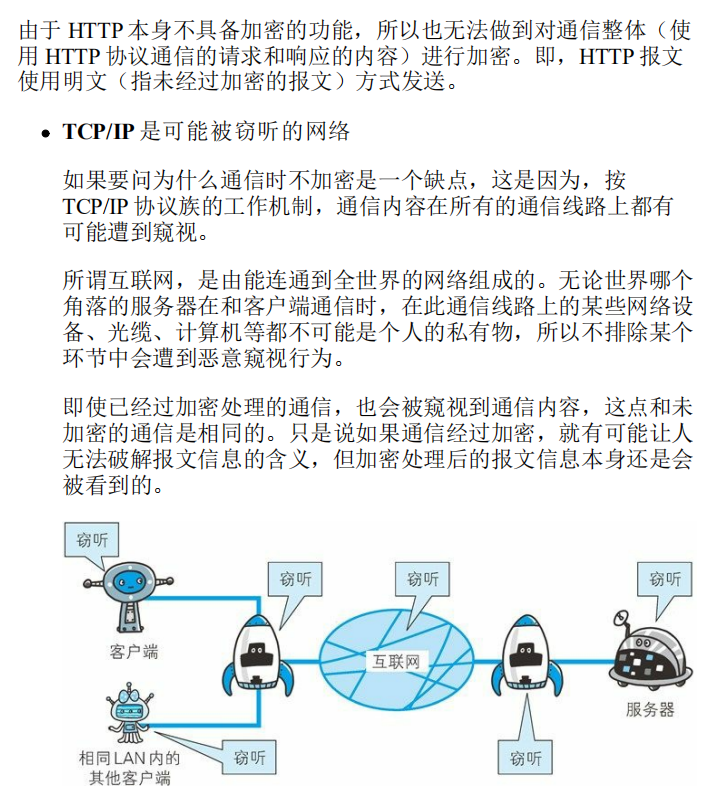 由于 HTTP 本身不具备加密的功能，所以也无法做到对通信整体（使
用 HTTP 协议通信的请求和响应的内容）进行加密。即，HTTP 报文
使用明文（指未经过加密的报文）方式发送。
TCP/IP 是可能被窃听的网络
如果要问为什么通信时不加密是一个缺点，这是因为，按
TCP/IP 协议族的工作机制，通信内容在所有的通信线路上都有
可能遭到窥视。
所谓互联网，是由能连通到全世界的网络组成的。无论世界哪个
角落的服务器在和客户端通信时，在此通信线路上的某些网络设
备、光缆、计算机等都不可能是个人的私有物，所以不排除某个
环节中会遭到恶意窥视行为。
即使已经过加密处理的通信，也会被窥视到通信内容，这点和未
加密的通信是相同的。只是说如果通信经过加密，就有可能让人
无法破解报文信息的含义，但加密处理后的报文信息本身还是会
被看到的。
窃听
窃听
窃听
窃听
客户端
互联网
服务器
相同LAN内的
其他客户端
窃听
窃听